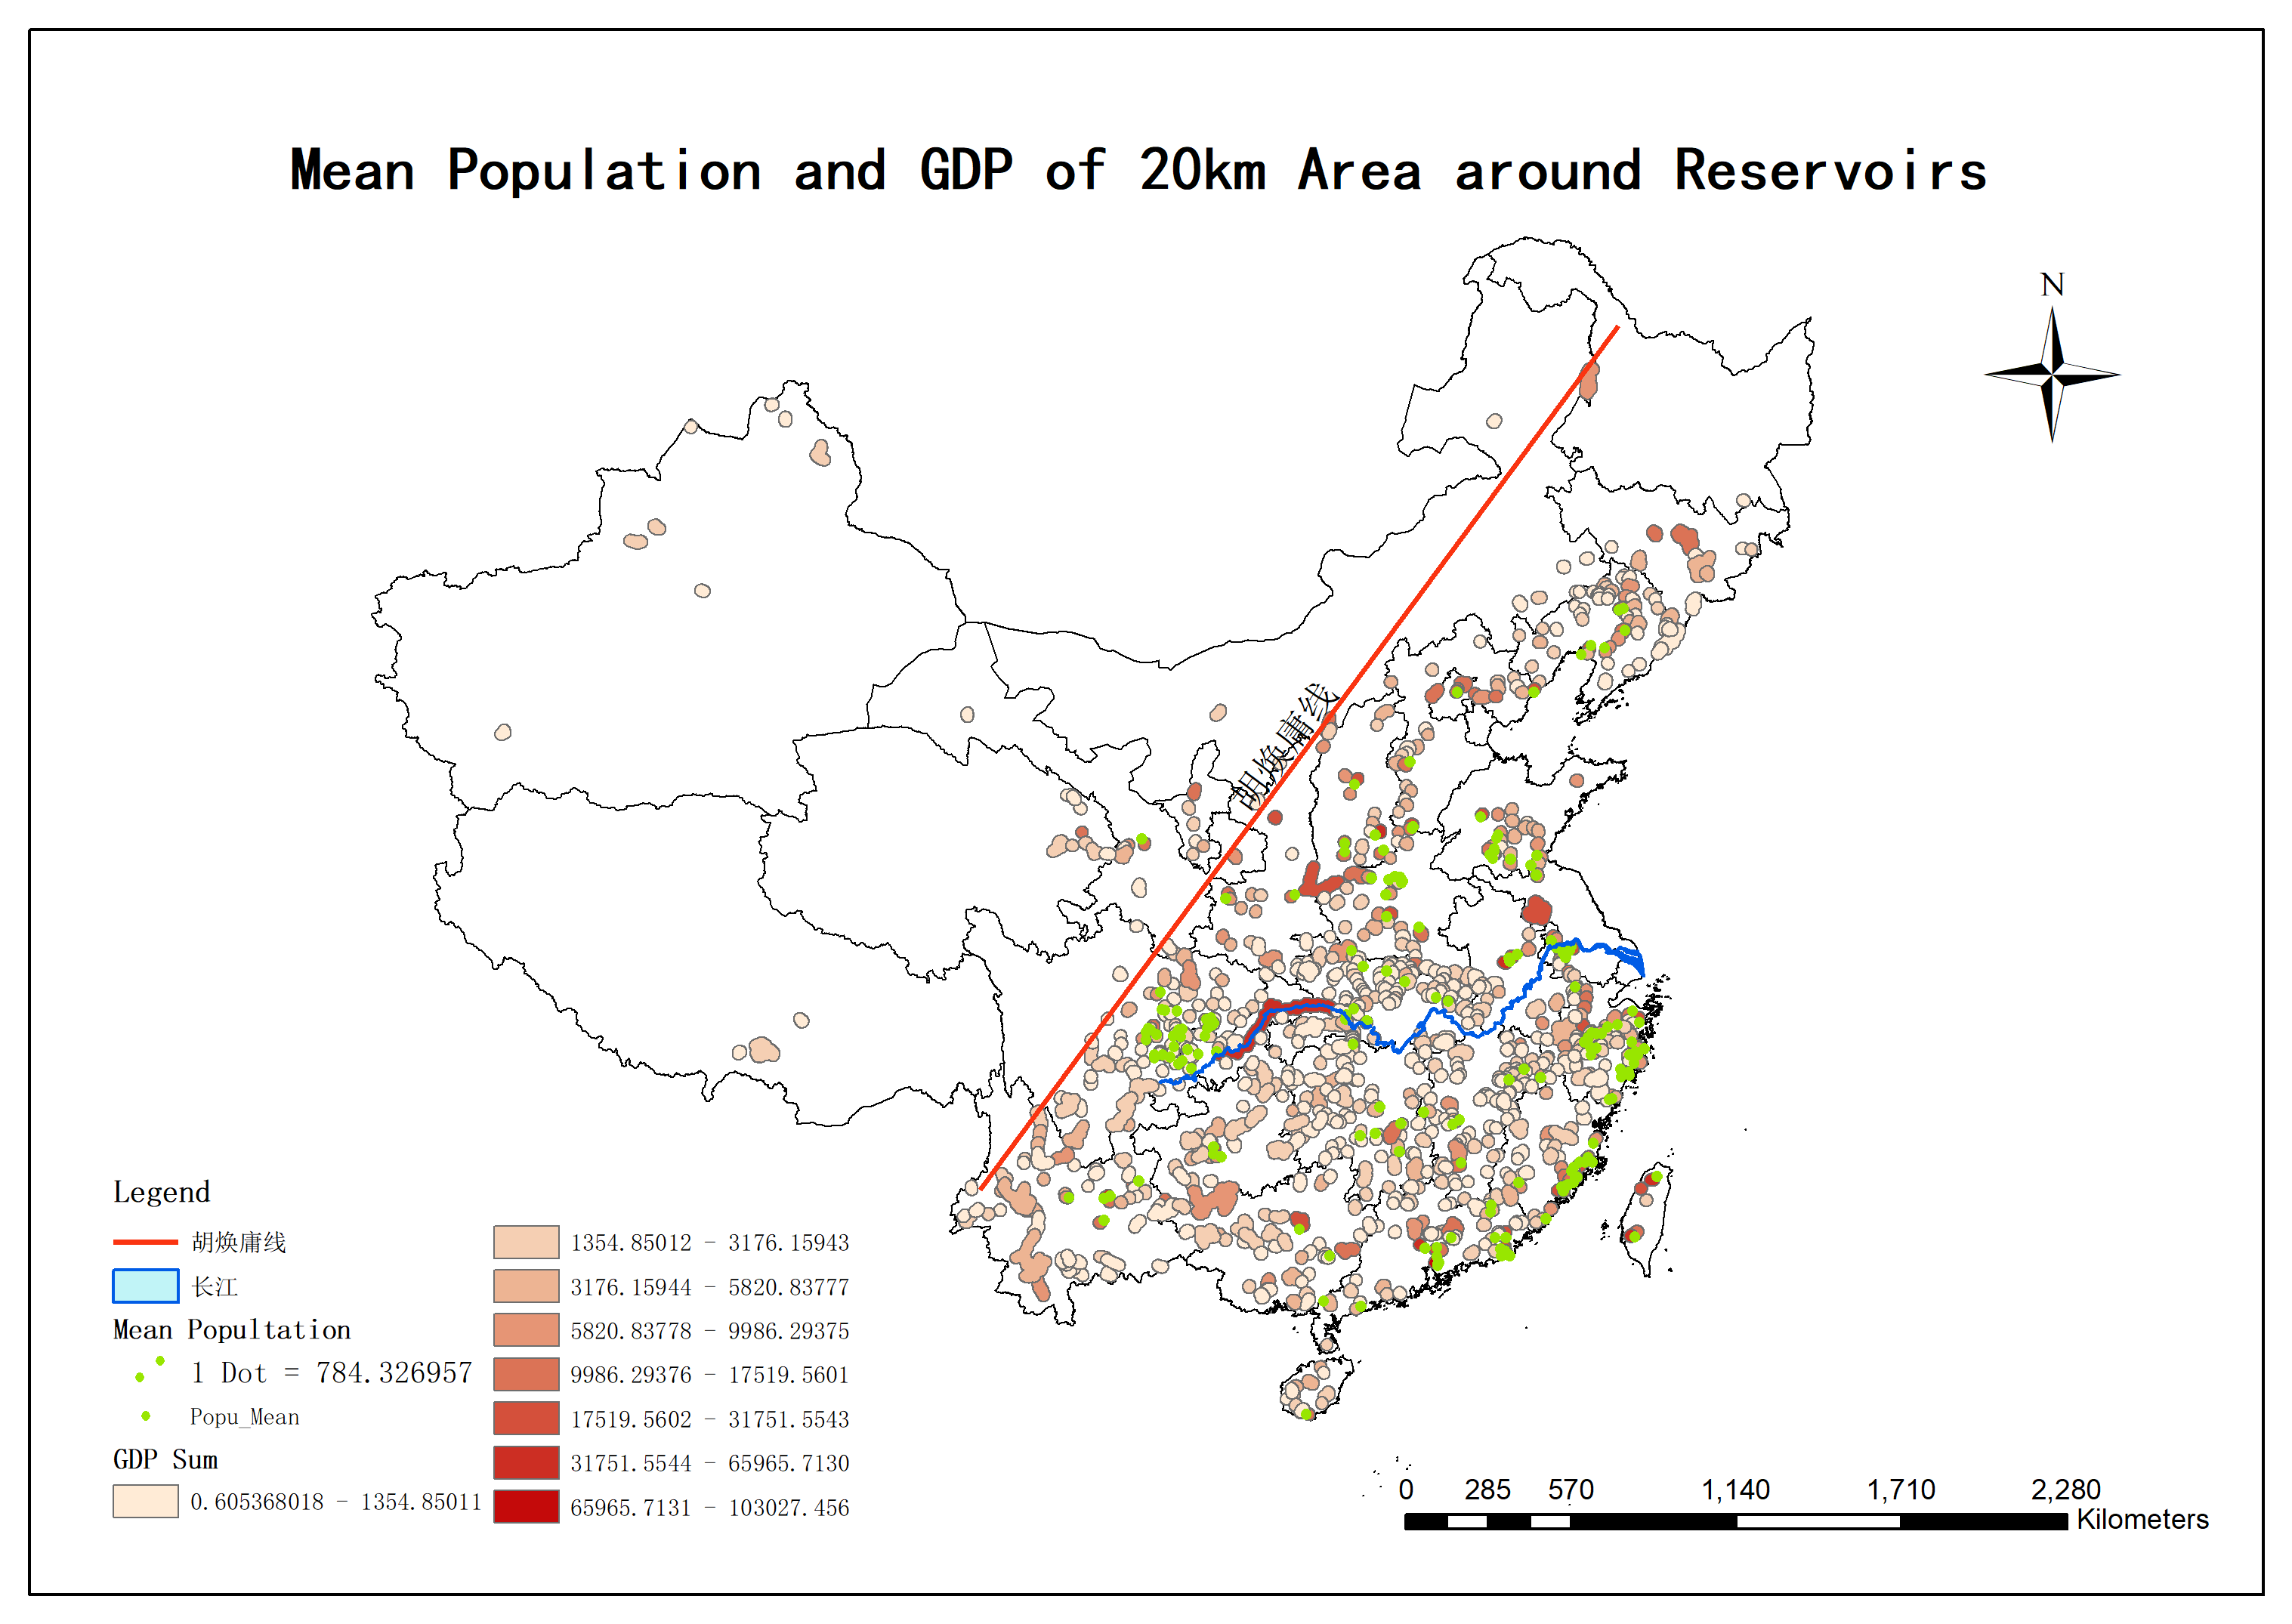 Mean Population and GDP of 20km Area around Reservoirs
N
胡焕庸线
Legend
胡焕庸线
长江
Mean Popultation
1 Dot = 784.326957
Popu_Mean
GDP Sum
0.605368018 - 1354.85011
1354.85012 - 3176.15943
3176.15944 - 5820.83777
5820.83778 - 9986.29375
9986.29376 - 17519.5601
17519.5602 - 31751.5543
31751.5544 - 65965.7130
65965.7131 - 103027.456
0 285 570 1,140 1,710 2,280
Kilometers